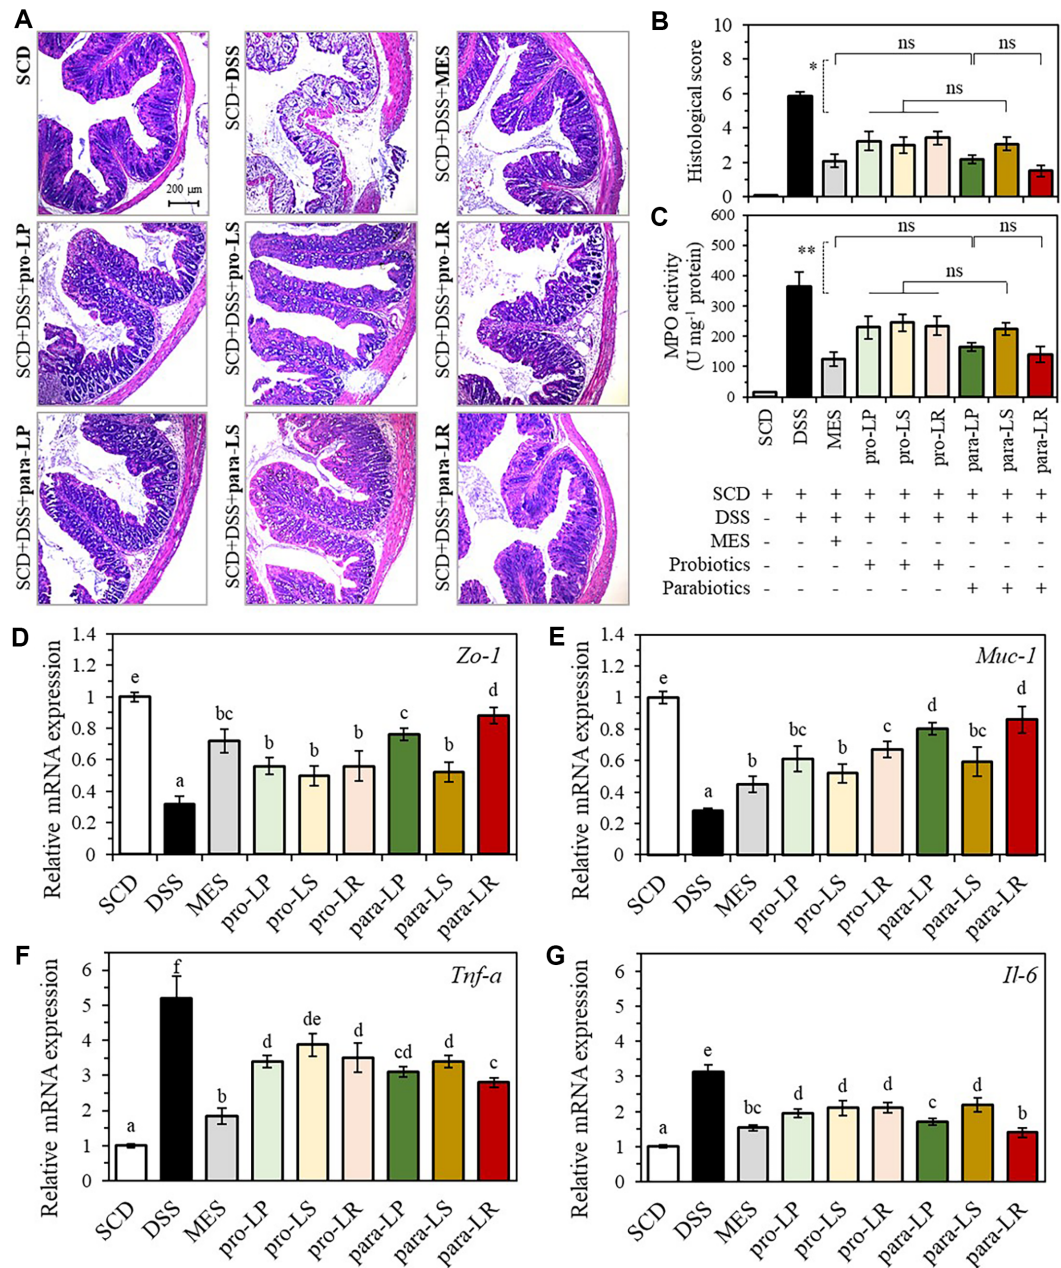 A
SCD
200 µm
SCD+DSS
SCD+DSS+MES
SCD+DSS+pro-LP
SCD+DSS+pro-LS
SCD+DSS+pro-LR
SCD+DSS+para-LP
SCD+DSS+para-LS
SCD+DSS+para-LR
B
Histological score
10
8
6
4
2
0
*
ns
ns
ns
C
MPO activity
(U mg-1 protein)
600
500
400
300
200
100
0
**
ns
ns
ns
SCD
DSS
MES
pro-LP
pro-LS
pro-LR
para-LP
para-LS
para-LR
SCD + + + + + + + + +
DSS - + + + + + + + +
MES - - + - - - - - -
Probiotics - - - + + + - - -
Parabiotics - - - - - - + + +
D
Relative mRNA expression
1.4
1.2
1
0.8
0.6
0.4
0.2
0
Zo-1
e a bc b b b c b d
SCD
DSS
MES
pro-LP
pro-LS
pro-LR
para-LP
para-LS
para-LR
E
Relative mRNA expression
1.4
1.2
1
0.8
0.6
0.4
0.2
0
Muc-1
e a b bc b c d bc d
SCD
DSS
MES
pro-LP
pro-LS
pro-LR
para-LP
para-LS
para-LR
F
Relative mRNA expression
6
5
4
3
2
1
0
Tnf-a
a f b d de d cd d c
SCD
DSS
MES
pro-LP
pro-LS
pro-LR
para-LP
para-LS
para-LR
G
Relative mRNA expression
6
5
4
3
2
1
0
Il-6
a e bc d d d c d b
SCD
DSS
MES
pro-LP
pro-LS
pro-LR
para-LP
para-LS
para-LR